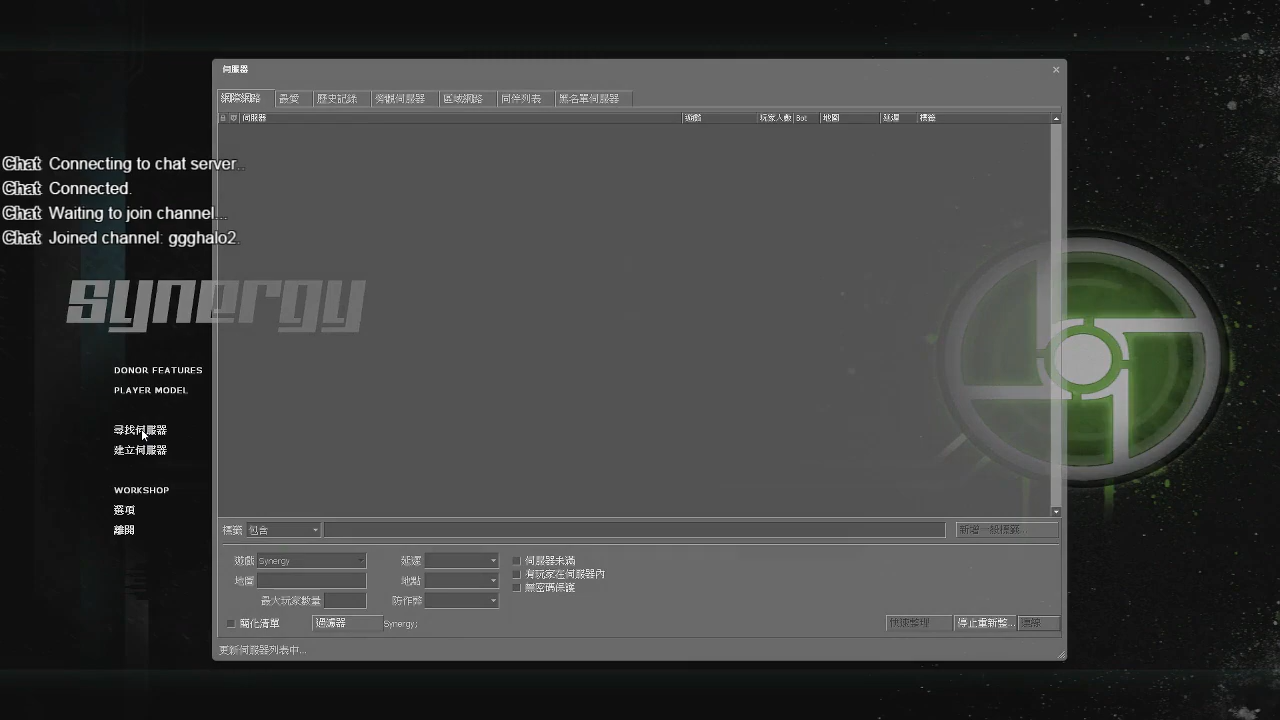 伺服器
網際網路 最愛 歷史記錄 旁觀伺服器 區域網路 同伴列表 黑名單伺服器
伺服器 遊戲 玩家人數 Bot 地圖 延遲 標籤
Chat Connecting to chat server...
Chat Connected.
Chat Waiting to join channel...
Chat Joined channel: ggghalo2.
synergy
DONOR FEATURES
PLAYER MODEL
尋找伺服器
建立伺服器
WORKSHOP
選項
離開
標籤 包含 新增一般標籤...
遊戲 Synergy 延遲 伺服器未滿
地圖 地點 有玩家在伺服器內
無密碼保護
最大玩家數量 防作弊
簡化清單 過濾器 Synergy; 快速整理 停止重新整... 連線
更新伺服器列表中...